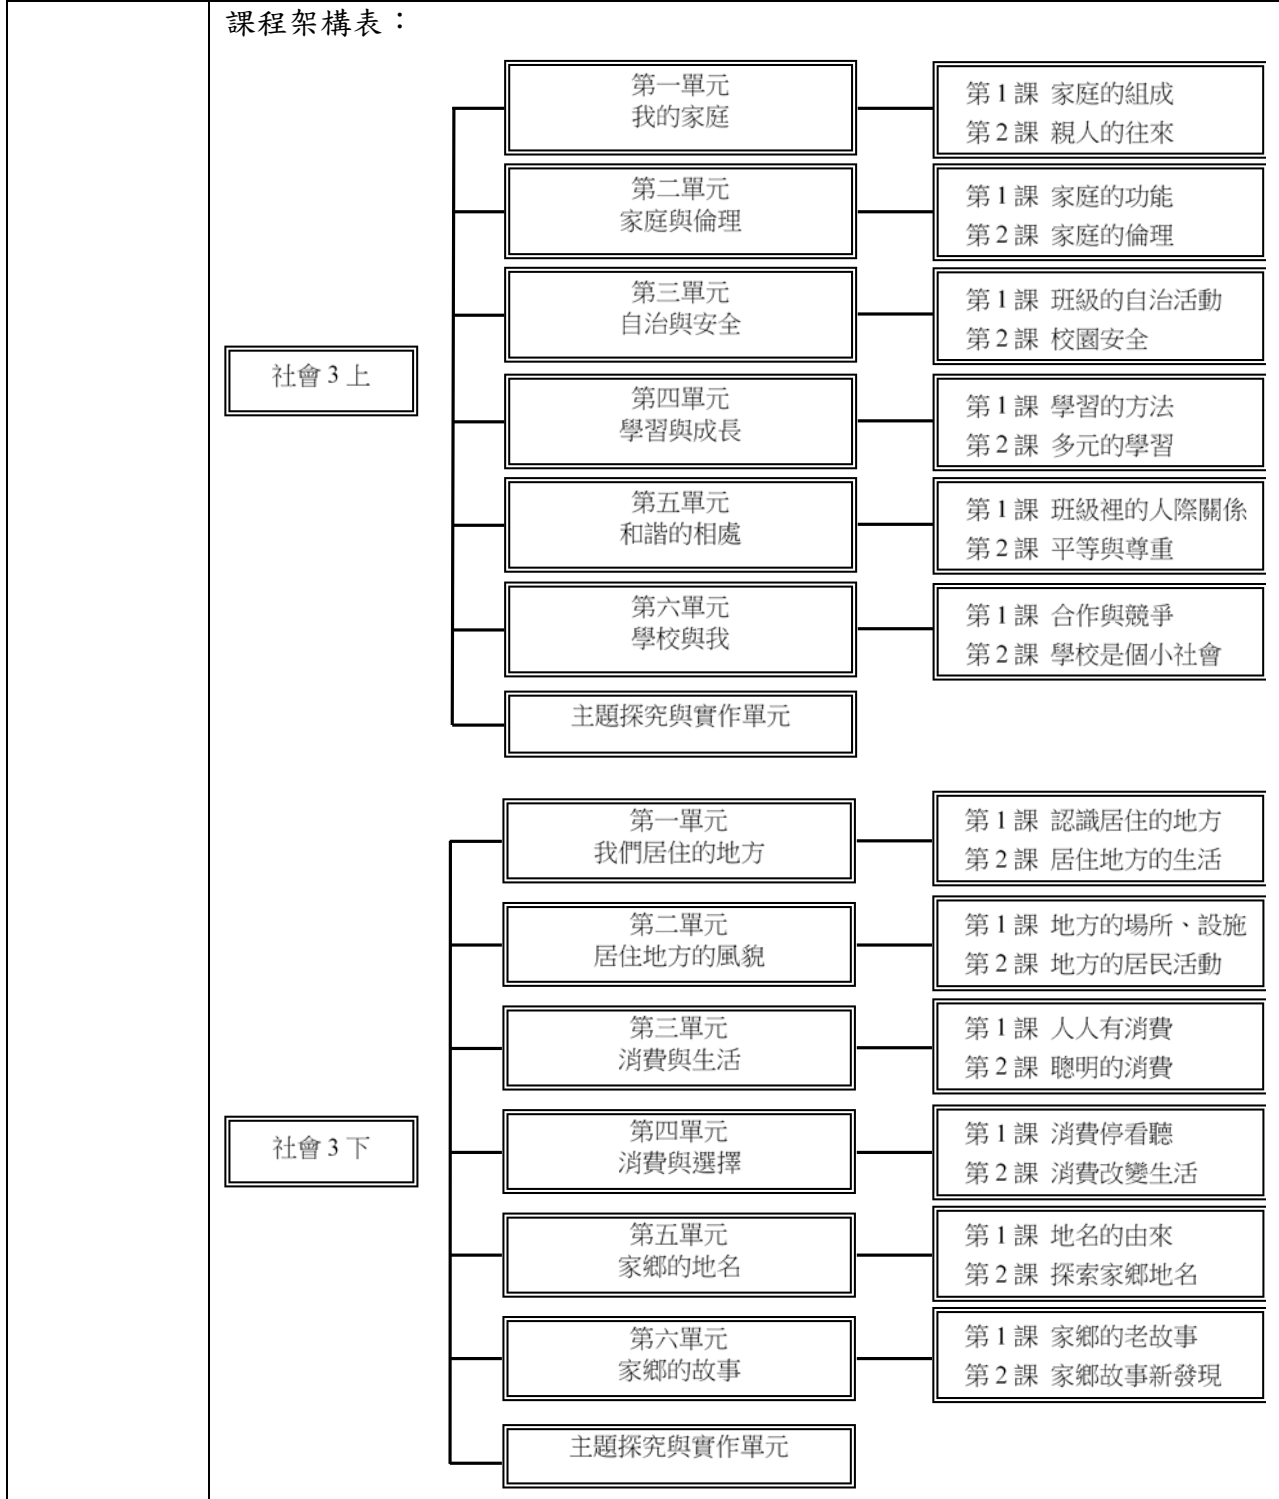 課程架構表：
社會 3 上
第一單元
我的家庭
第 1 課 家庭的組成
第 2 課 親人的往來
第二單元
家庭與倫理
第 1 課 家庭的功能
第 2 課 家庭的倫理
第三單元
自治與安全
第 1 課 班級的自治活動
第 2 課 校園安全
第四單元
學習與成長
第 1 課 學習的方法
第 2 課 多元的學習
第五單元
和諧的相處
第 1 課 班級裡的人際關係
第 2 課 平等與尊重
第六單元
學校與我
第 1 課 合作與競爭
第 2 課 學校是個小社會
主題探究與實作單元
社會 3 下
第一單元
我們居住的地方
第 1 課 認識居住的地方
第 2 課 居住地方的生活
第二單元
居住地方的風貌
第 1 課 地方的場所、設施
第 2 課 地方的居民活動
第三單元
消費與生活
第 1 課 人人有消費
第 2 課 聰明的消費
第四單元
消費與選擇
第 1 課 消費停看聽
第 2 課 消費改變生活
第五單元
家鄉的地名
第 1 課 地名的由來
第 2 課 探索家鄉地名
第六單元
家鄉的故事
第 1 課 家鄉的老故事
第 2 課 家鄉故事新發現
主題探究與實作單元